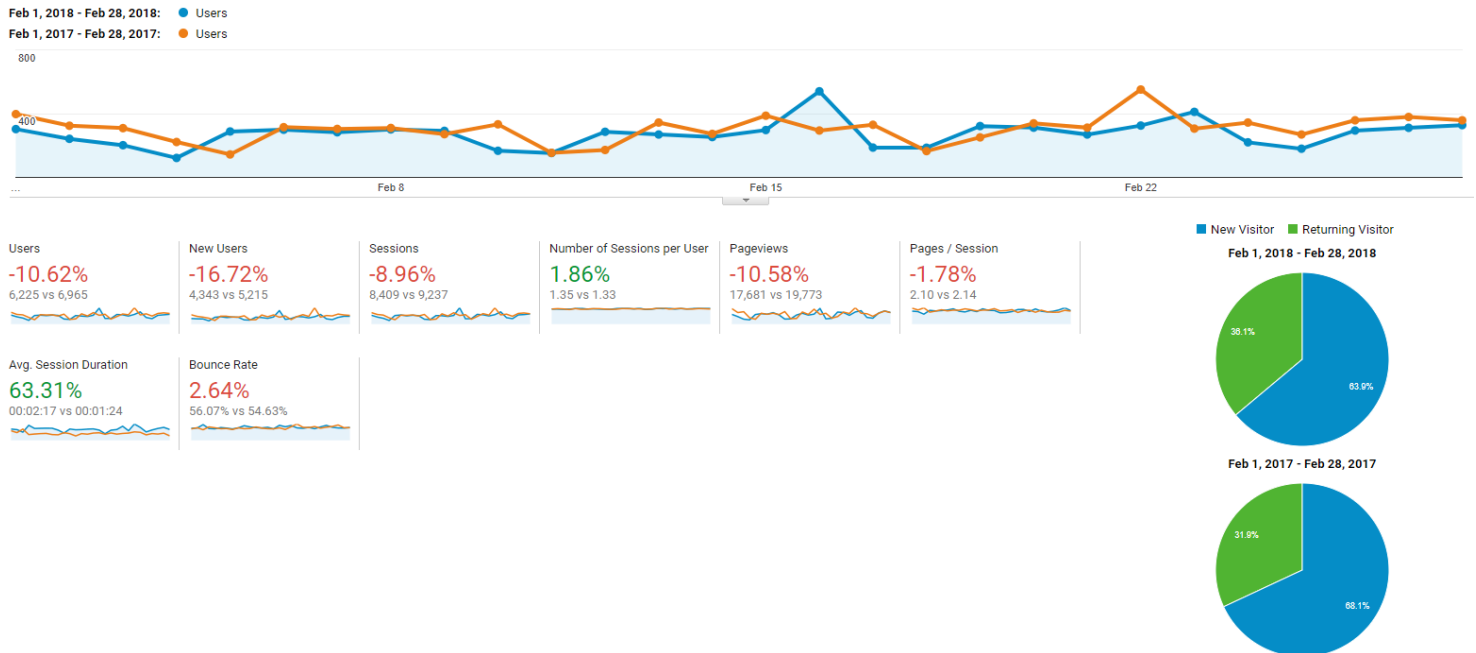 Feb 1, 2018 - Feb 28, 2018: Users
Feb 1, 2017 - Feb 28, 2017: Users
800
400
... Feb 8 Feb 15 Feb 22
Users
-10.62%
6,225 vs 6,965
New Users
-16.72%
4,343 vs 5,215
Sessions
-8.96%
8,409 vs 9,237
Number of Sessions per User
1.86%
1.35 vs 1.33
Pageviews
-10.58%
17,681 vs 19,773
Pages / Session
-1.78%
2.10 vs 2.14
Avg. Session Duration
63.31%
00:02:17 vs 00:01:24
Bounce Rate
2.64%
56.07% vs 54.63%
New Visitor Returning Visitor
Feb 1, 2018 - Feb 28, 2018
36.1%
63.9%
Feb 1, 2017 - Feb 28, 2017
31.9%
68.1%